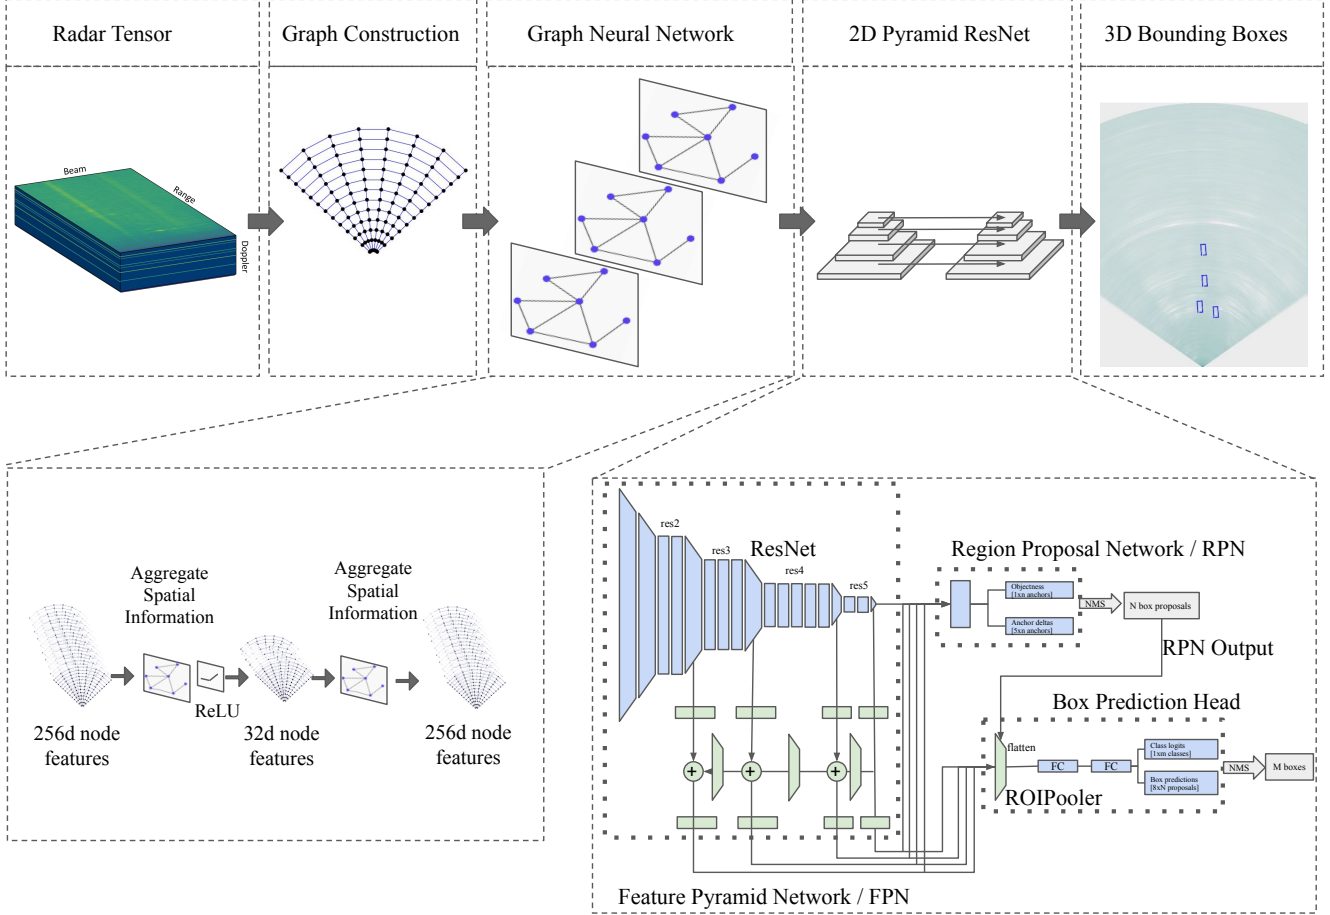 Radar Tensor
Graph Construction
Graph Neural Network
2D Pyramid ResNet
3D Bounding Boxes
Beam
Range
Doppler
Aggregate
Spatial
Information
Aggregate
Spatial
Information
ReLU
256d node
features
32d node
features
256d node
features
res2
res3
ResNet
res4
res5
Region Proposal Network / RPN
Objectness
[1xn anchors]
Anchor deltas
[5xn anchors]
NMS
N box proposals
RPN Output
Box Prediction Head
flatten
FC
FC
Class logits
[1xm classes]
Box predictions
[8xN proposals]
NMS
M boxes
ROIPooler
+
+
+
Feature Pyramid Network / FPN